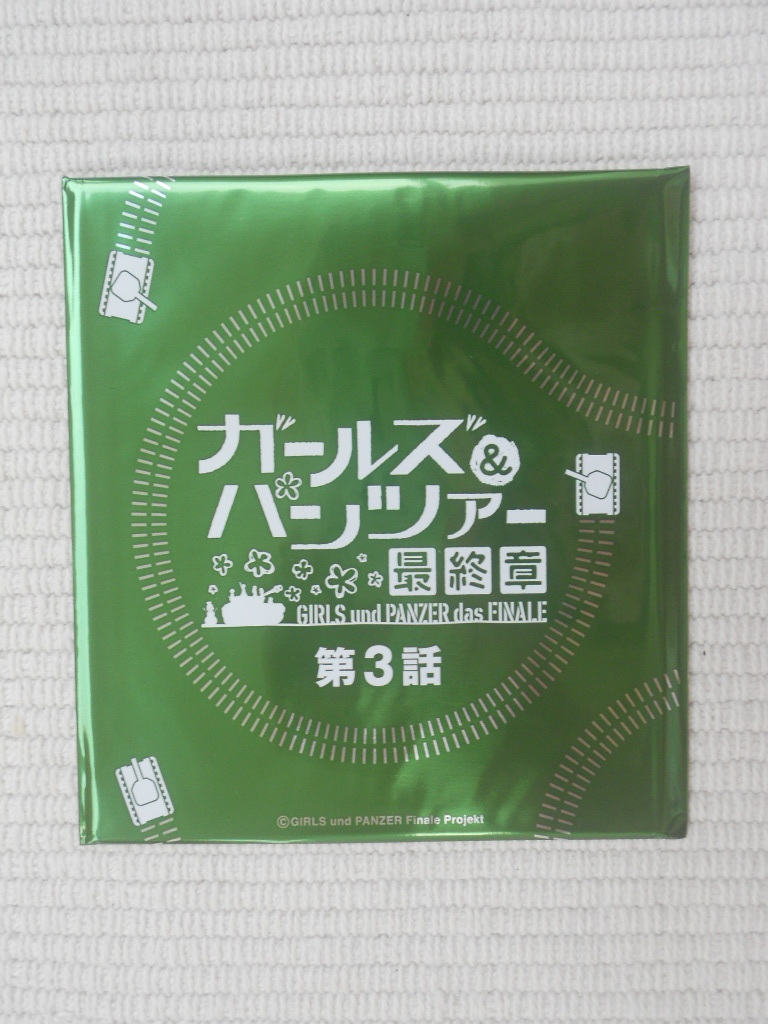 ガールズ&
パンツァー
最終章
GIRLS und PANZER das FINALE
第3話
©GIRLS und PANZER Finale Projekt